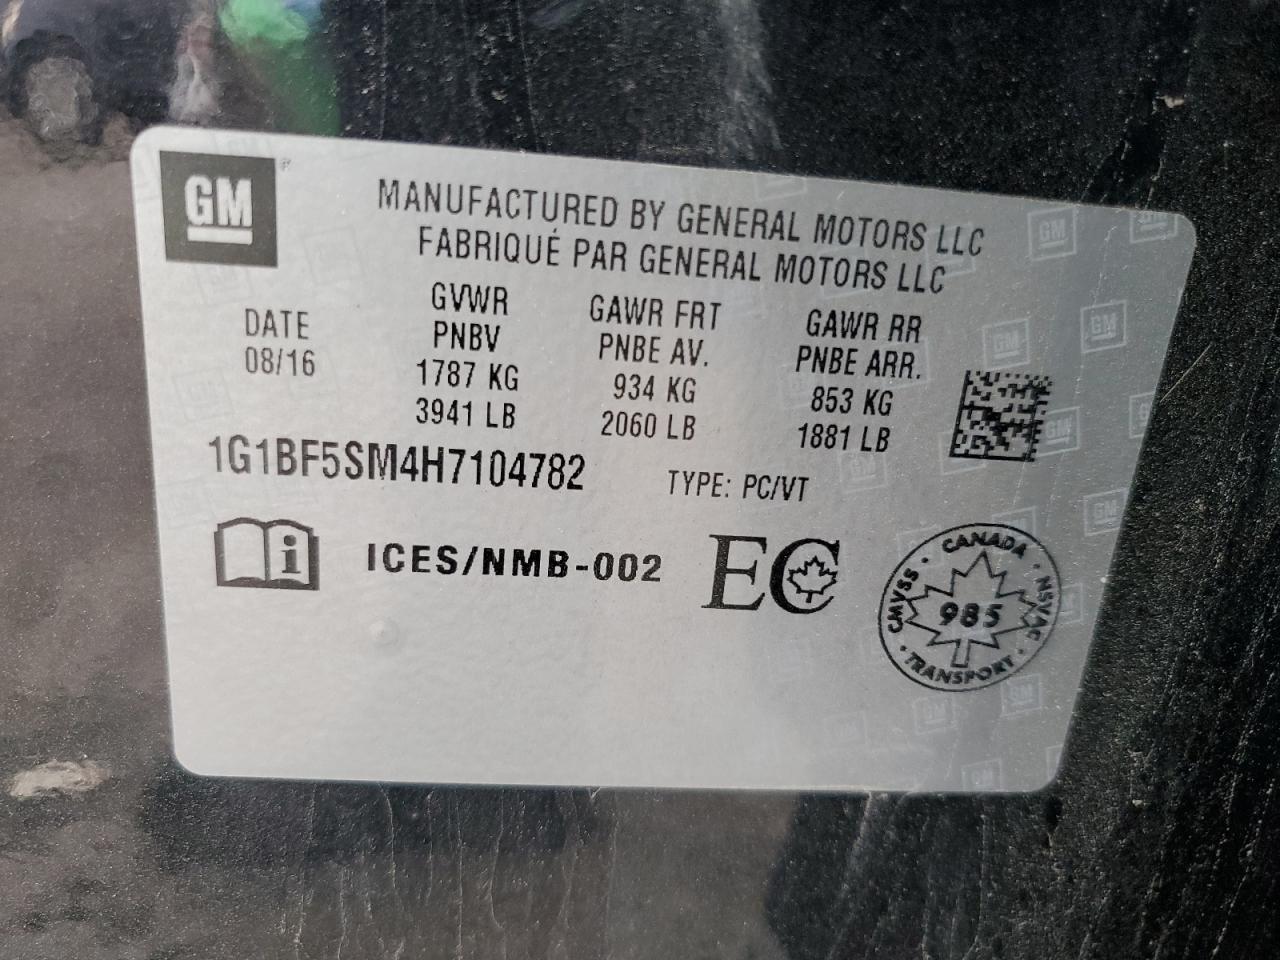 GM
MANUFACTURED BY GENERAL MOTORS LLC
FABRIQUÉ PAR GENERAL MOTORS LLC
DATE
08/16
GVWR
PNBV
1787 KG
3941 LB
GAWR FRT
PNBE AV.
934 KG
2060 LB
GAWR RR
PNBE ARR.
853 KG
1881 LB
1G1BF5SM4H7104782
TYPE: PC/VT
i
ICES/NMB-002
EC
CANADA
CMVSS
985
NSVAC
TRANSPORT